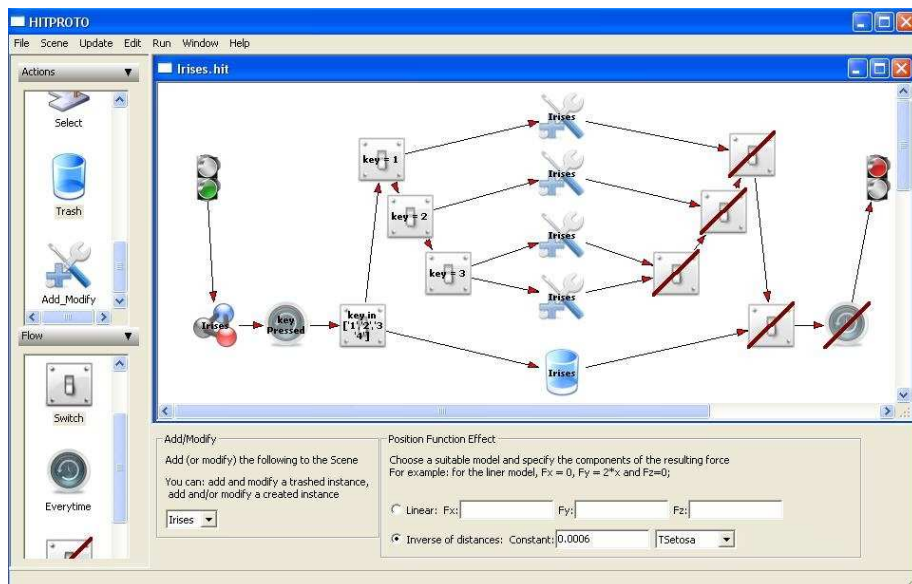 HITPROTO
File Scene Update Edit Run Window Help
Actions
Select
Trash
Add_Modify
Flow
Switch
Everytime
Irises.hit
Irises
key = 1
Irises
key = 2
Irises
key = 3
Irises
Irises
key
Pressed
key in
['1','2','3
'4']
Irises
Add/Modify
Add (or modify) the following to the Scene
You can: add and modify a trashed instance,
add and/or modify a created instance
Irises
Position Function Effect
Choose a suitable model and specify the components of the resulting force
For example: for the liner model, Fx = 0, Fy = 2*x and Fz=0;
Linear: Fx: Fy: Fz:
Inverse of distances: Constant: 0.0006 TSetosa